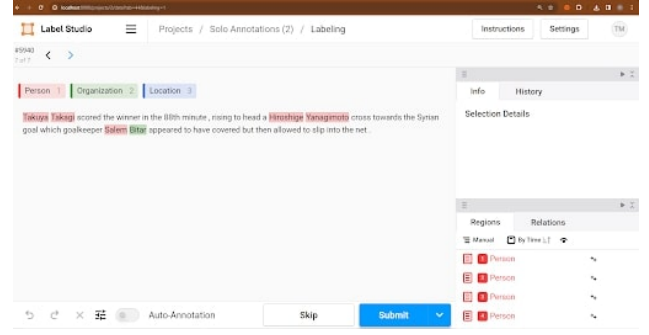 Label Studio
Projects / Solo Annotations (2) / Labeling
Instructions
Settings
TM
#5940
7 of 7
Person 1
Organization 2
Location 3
Takuya Takagi scored the winner in the 88th minute , rising to head a Hiroshige Yanagimoto cross towards the Syrian
goal which goalkeeper Salem Bitar appeared to have covered but then allowed to slip into the net .
Info
History
Selection Details
Regions
Relations
Manual
By Time
Person
Person
Person
Person
Auto-Annotation
Skip
Submit